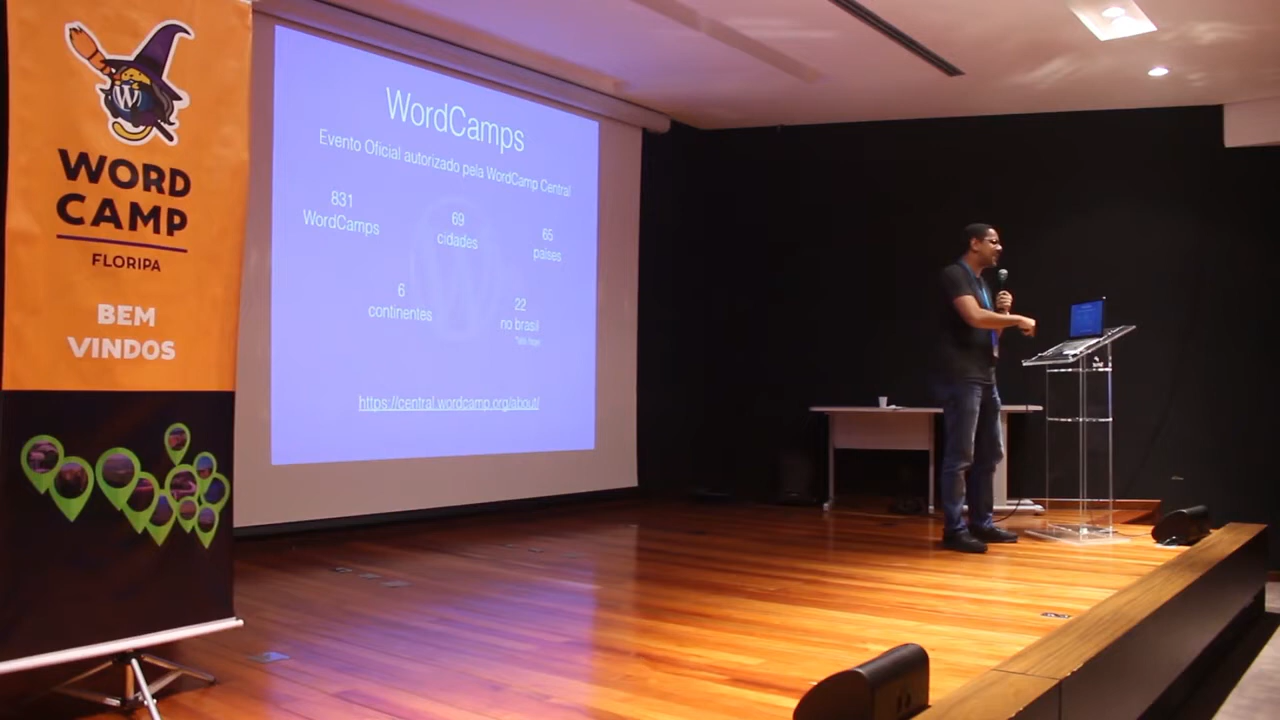 WORD
CAMP
FLORIPA
BEM
VINDOS
WordCamps
Evento Oficial autorizado pela WordCamp Central
831
WordCamps
69
cidades
65
países
6
continentes
22
no brasil
https://central.wordcamp.org/about/